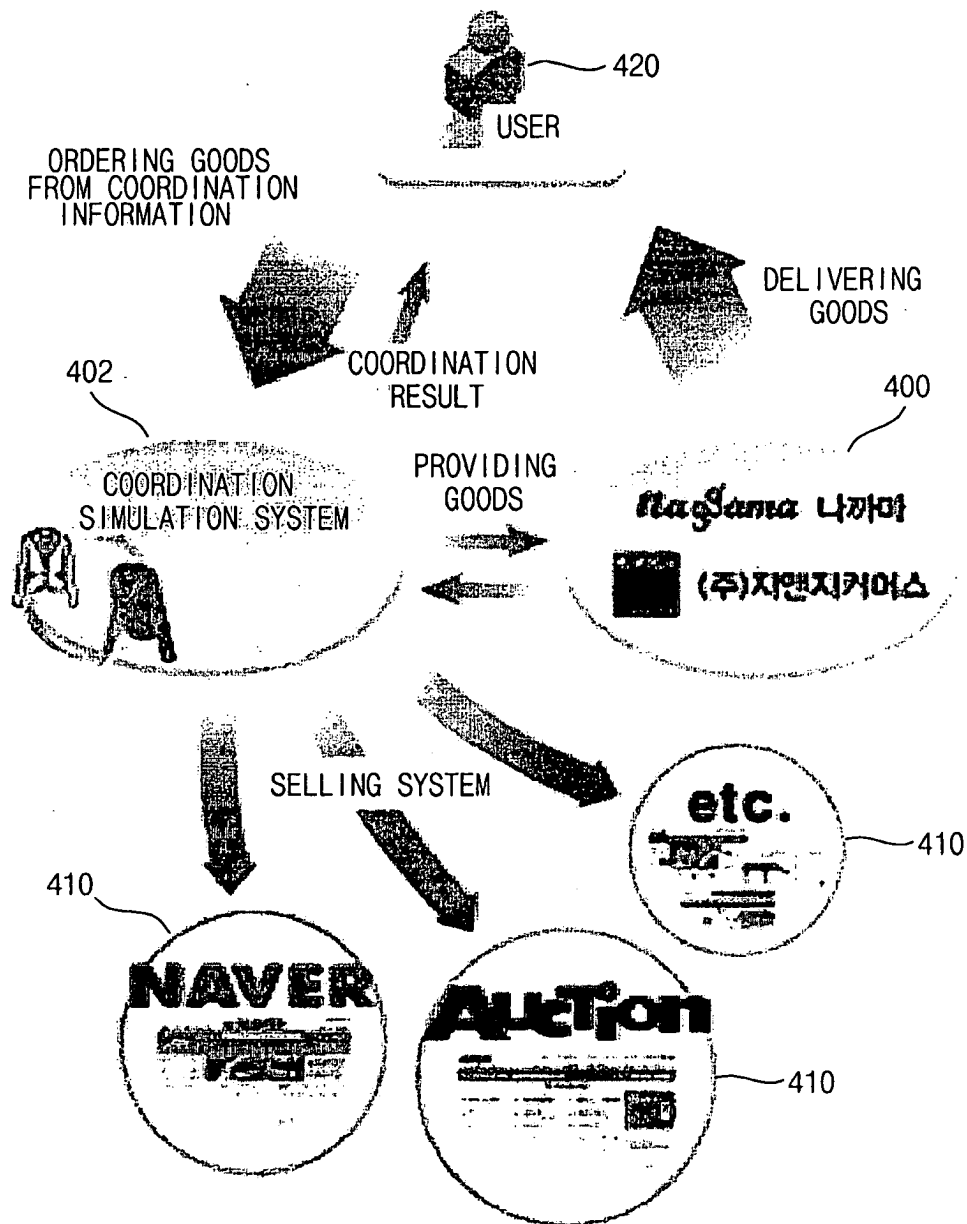 420
USER
ORDERING GOODS
FROM COORDINATION
INFORMATION
DELIVERING
GOODS
COORDINATION
RESULT
402
400
COORDINATION
SIMULATION SYSTEM
PROVIDING
GOODS
나까마
(주)지앤지커머스
SELLING SYSTEM
etc.
410
410
NAVER
Auction
410